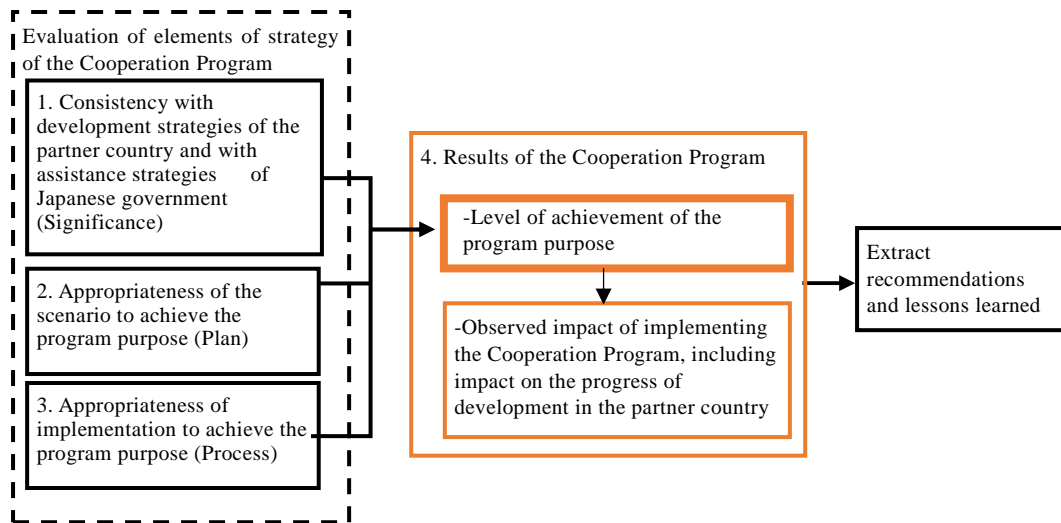 Evaluation of elements of strategy
of the Cooperation Program
1. Consistency with
development strategies of the
partner country and with
assistance strategies of
Japanese government
(Significance)
2. Appropriateness of the
scenario to achieve the
program purpose (Plan)
3. Appropriateness of
implementation to achieve the
program purpose (Process)
4. Results of the Cooperation Program
-Level of achievement of the
program purpose
-Observed impact of implementing
the Cooperation Program, including
impact on the progress of
development in the partner country
Extract
recommendations
and lessons learned